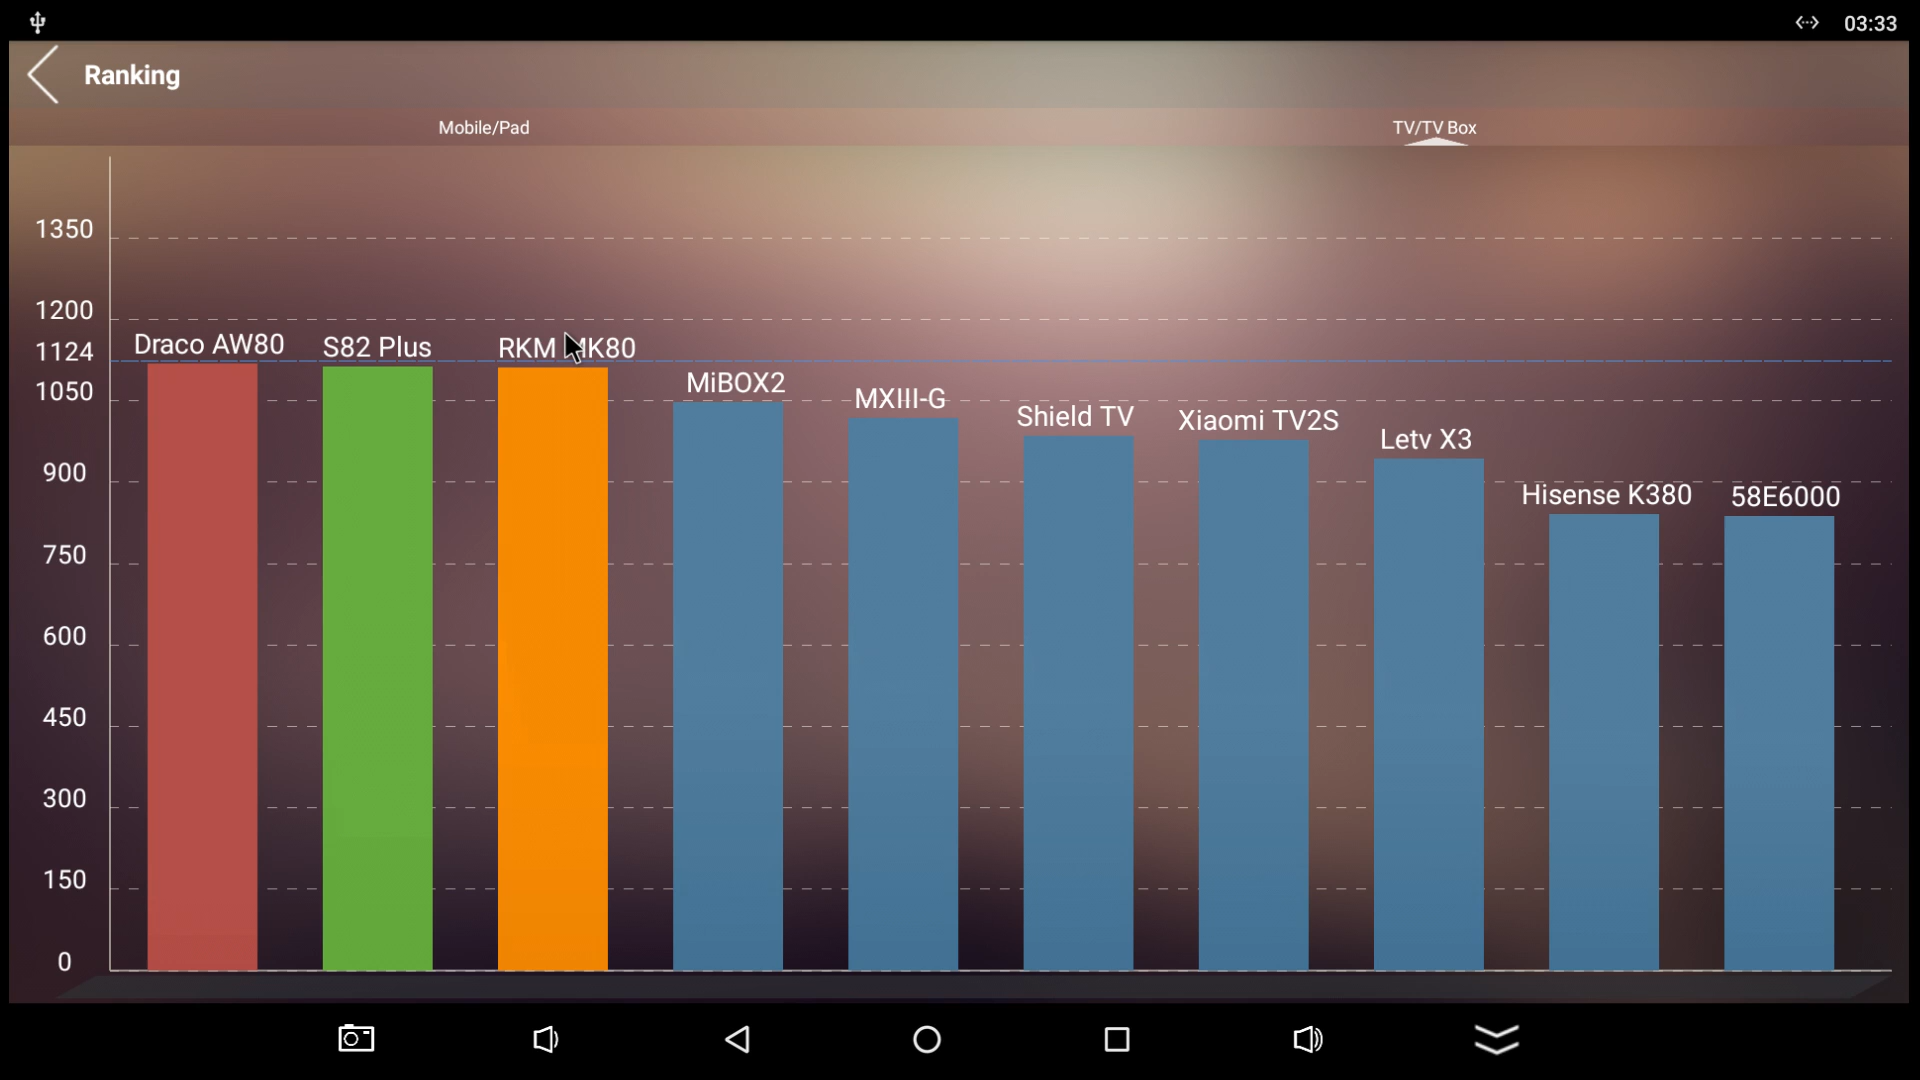 03:33
Ranking
Mobile/Pad
TV/TV Box
1350
1200
1124
1050
900
750
600
450
300
150
0
Draco AW80
S82 Plus
RKM MK80
MiBOX2
MXIII-G
Shield TV
Xiaomi TV2S
Letv X3
Hisense K380
58E6000